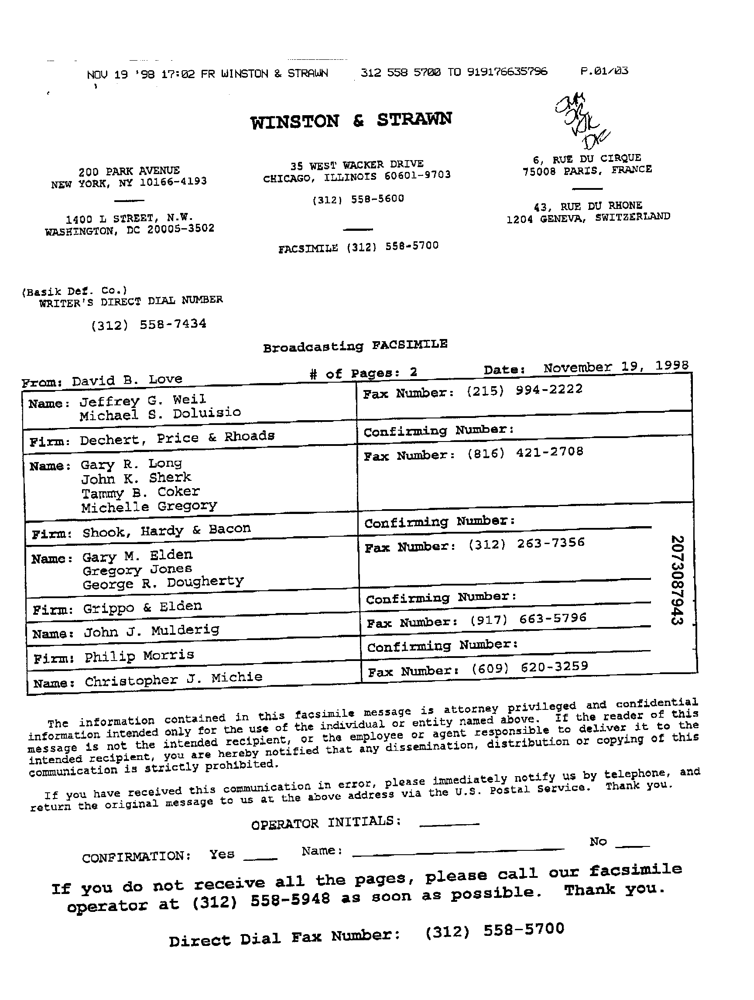 NOV 19 '98 17:02 FR WINSTON & STRAWN 312 558 5700 TO 919176635796 P.01/03
WINSTON & STRAWN
200 PARK AVENUE
NEW YORK, NY 10166-4193
1400 L STREET, N.W.
WASHINGTON, DC 20005-3502
35 WEST WACKER DRIVE
CHICAGO, ILLINOIS 60601-9703
(312) 558-5600
FACSIMILE (312) 558-5700
6, RUE DU CIRQUE
75008 PARIS, FRANCE
43, RUE DU RHONE
1204 GENEVA, SWITZERLAND
(Basik Def. Co.)
WRITER'S DIRECT DIAL NUMBER
(312) 558-7434
Broadcasting FACSIMILE
From: David B. Love # of Pages: 2 Date: November 19, 1998
Name: Jeffrey G. Weil Fax Number: (215) 994-2222
Michael S. Doluisio
Firm: Dechert, Price & Rhoads Confirming Number:
Name: Gary R. Long Fax Number: (816) 421-2708
John K. Sherk
Tammy B. Coker
Michelle Gregory
Firm: Shook, Hardy & Bacon Confirming Number:
Name: Gary M. Elden Fax Number: (312) 263-7356
Gregory Jones
George R. Dougherty
Firm: Grippo & Elden Confirming Number:
Name: John J. Mulderig Fax Number: (917) 663-5796
Firm: Philip Morris Confirming Number:
Name: Christopher J. Michie Fax Number: (609) 620-3259
2073087943
The information contained in this facsimile message is attorney privileged and confidential
information intended only for the use of the individual or entity named above. If the reader of this
message is not the intended recipient, or the employee or agent responsible to deliver it to the
intended recipient, you are hereby notified that any dissemination, distribution or copying of this
communication is strictly prohibited.
If you have received this communication in error, please immediately notify us by telephone, and
return the original message to us at the above address via the U.S. Postal Service. Thank you.
OPERATOR INITIALS:
CONFIRMATION: Yes Name: No
If you do not receive all the pages, please call our facsimile
operator at (312) 558-5948 as soon as possible. Thank you.
Direct Dial Fax Number: (312) 558-5700